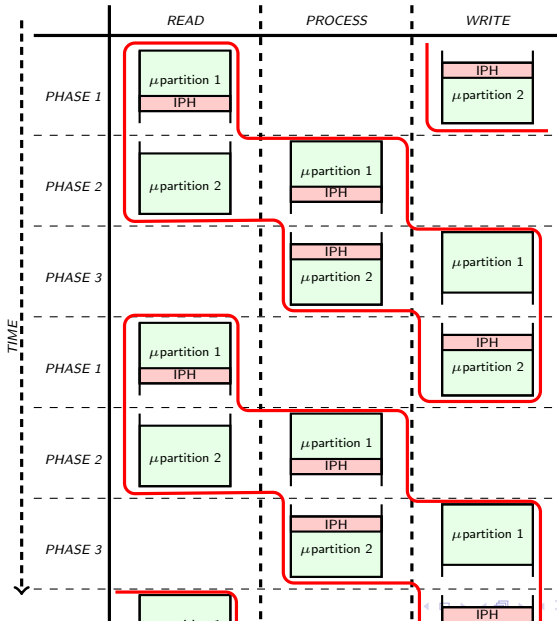 READ PROCESS WRITE
PHASE 1
μpartition 1
IPH
IPH
μpartition 2
PHASE 2
μpartition 2
μpartition 1
IPH
PHASE 3
IPH
μpartition 2
μpartition 1
TIME
PHASE 1
μpartition 1
IPH
IPH
μpartition 2
PHASE 2
μpartition 2
μpartition 1
IPH
PHASE 3
IPH
μpartition 2
μpartition 1
IPH